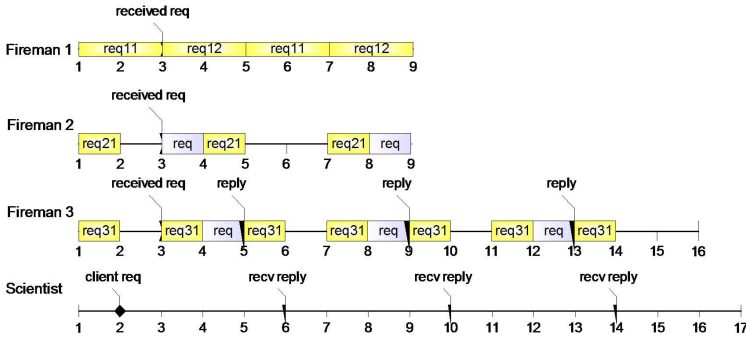 received req
Fireman 1
req11 req12 req11 req12
1 2 3 4 5 6 7 8 9
received req
Fireman 2
req21 req req21 req21 req
1 2 3 4 5 6 7 8 9
received req reply reply reply
Fireman 3
req31 req31 req req31 req31 req req31 req31 req req31
1 2 3 4 5 6 7 8 9 10 11 12 13 14 15 16
client req recv reply recv reply recv reply
Scientist
1 2 3 4 5 6 7 8 9 10 11 12 13 14 15 16 17